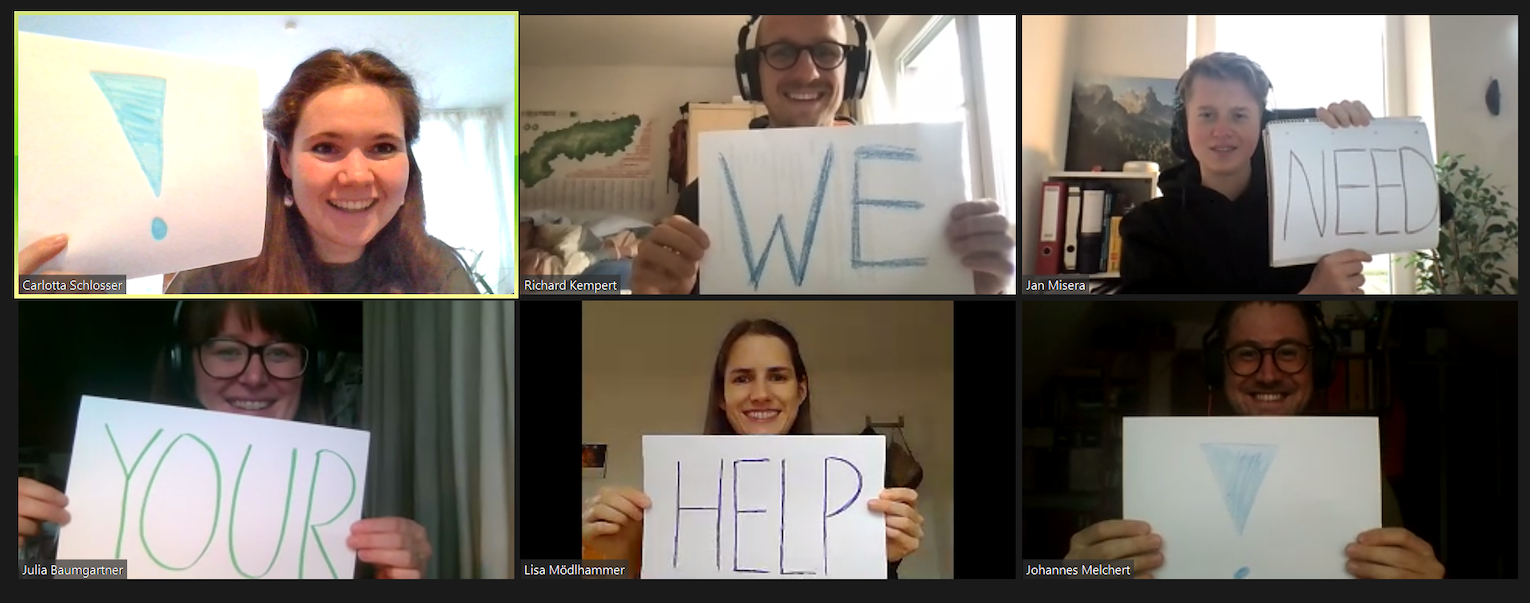 !
WE
NEED
Carlotta Schlosser
Richard Kempert
Jan Misera
YOUR
HELP
!
Julia Baumgartner
Lisa Mödlhammer
Johannes Melchert